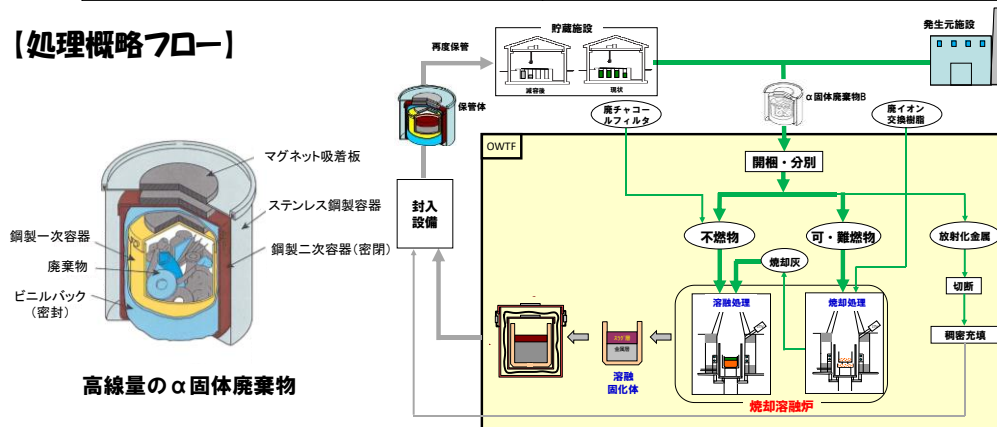 【処理概略フロー】
マグネット吸着板
ステンレス鋼製容器
鋼製一次容器
廃棄物
鋼製二次容器(密閉)
ビニルバック
(密封)
高線量のα固体廃棄物
再度保管
保管体
封入
設備
貯蔵施設
減容後
現状
発生元施設
α固体廃棄物B
廃チャコー
ルフィルタ
廃イオン
交換樹脂
OWTF
開梱・分別
不燃物
可・難燃物
放射化金属
焼却灰
切断
稠密充填
溶融処理
焼却処理
スラグ層
金属層
溶融
固化体
焼却溶融炉